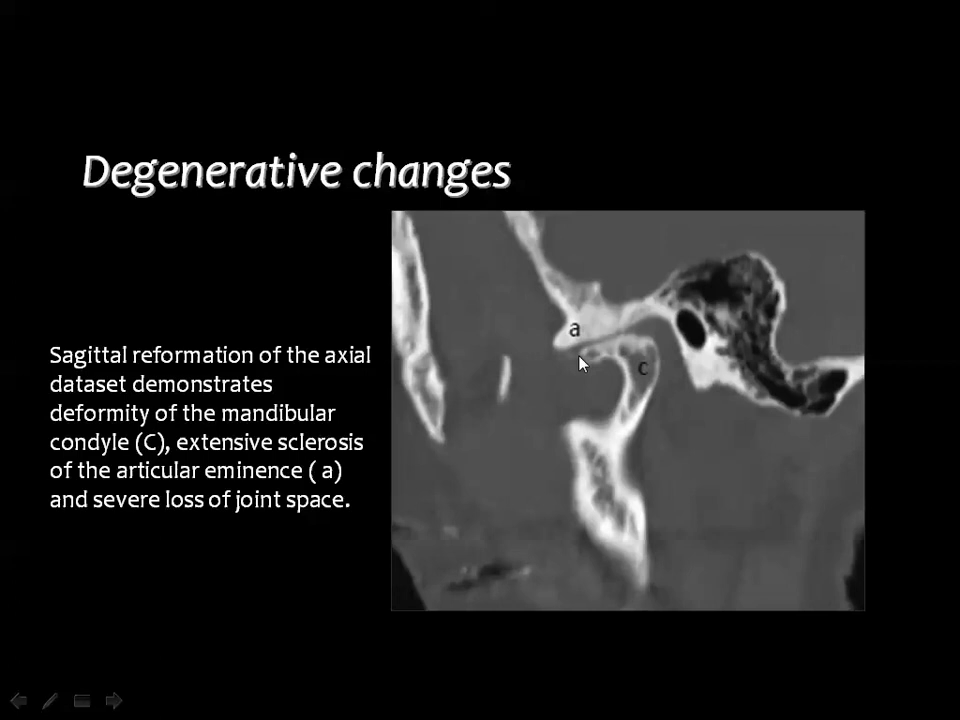 Degenerative changes
a
c
Sagittal reformation of the axial
dataset demonstrates
deformity of the mandibular
condyle (C), extensive sclerosis
of the articular eminence ( a)
and severe loss of joint space.